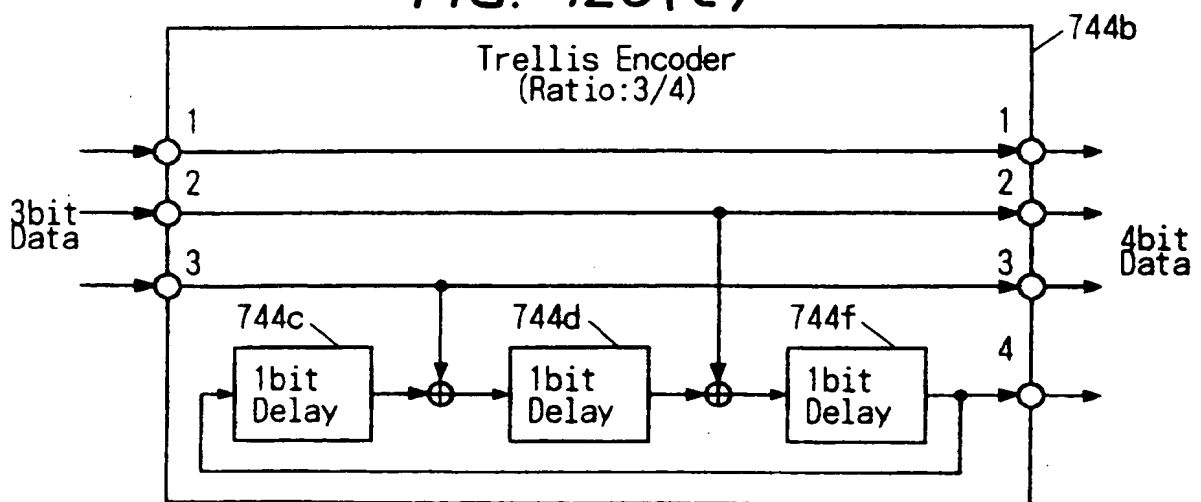 744b
Trellis Encoder
(Ratio:3/4)
1
1
2
2
3bit
Data
4bit
Data
3
3
744c
744d
744f
4
1bit
Delay
1bit
Delay
1bit
Delay